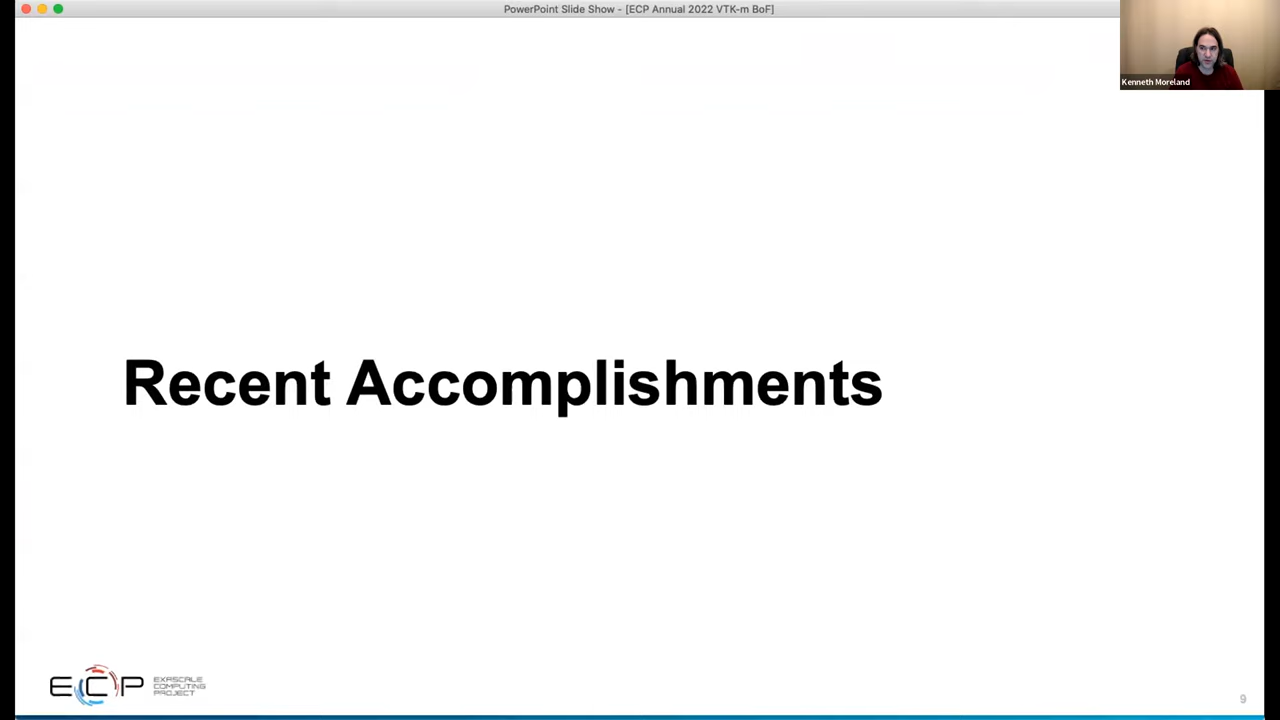 PowerPoint Slide Show - [ECP Annual 2022 VTK-m BoF]
Kenneth Moreland
Recent Accomplishments
ECP
EXASCALE
COMPUTING
PROJECT
9